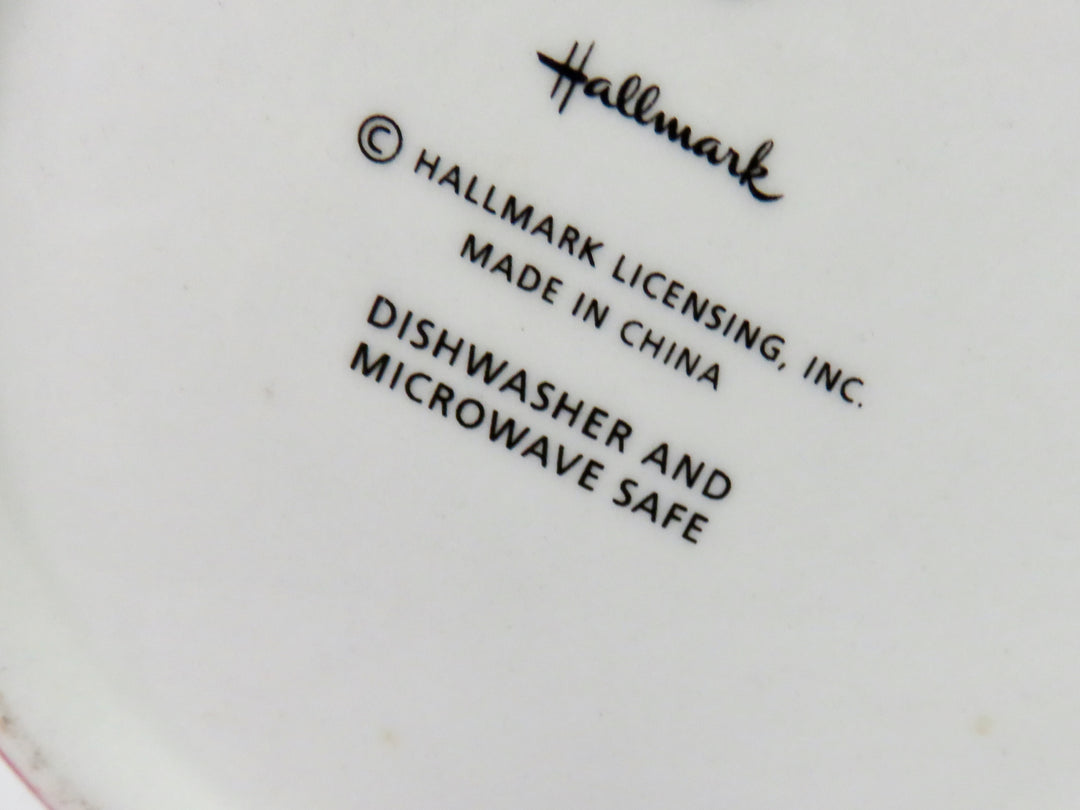 Hallmark
© HALLMARK LICENSING, INC.
MADE IN CHINA
DISHWASHER AND
MICROWAVE SAFE